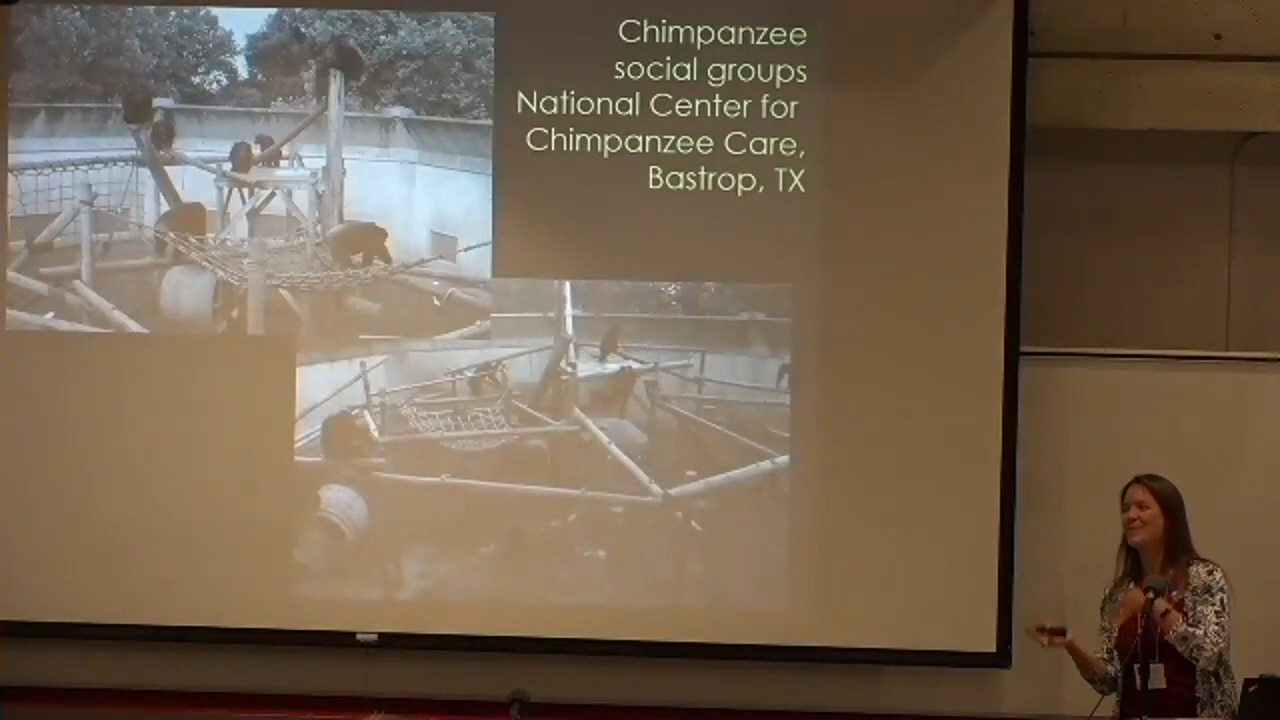 Chimpanzee
social groups
National Center for
Chimpanzee Care,
Bastrop, TX